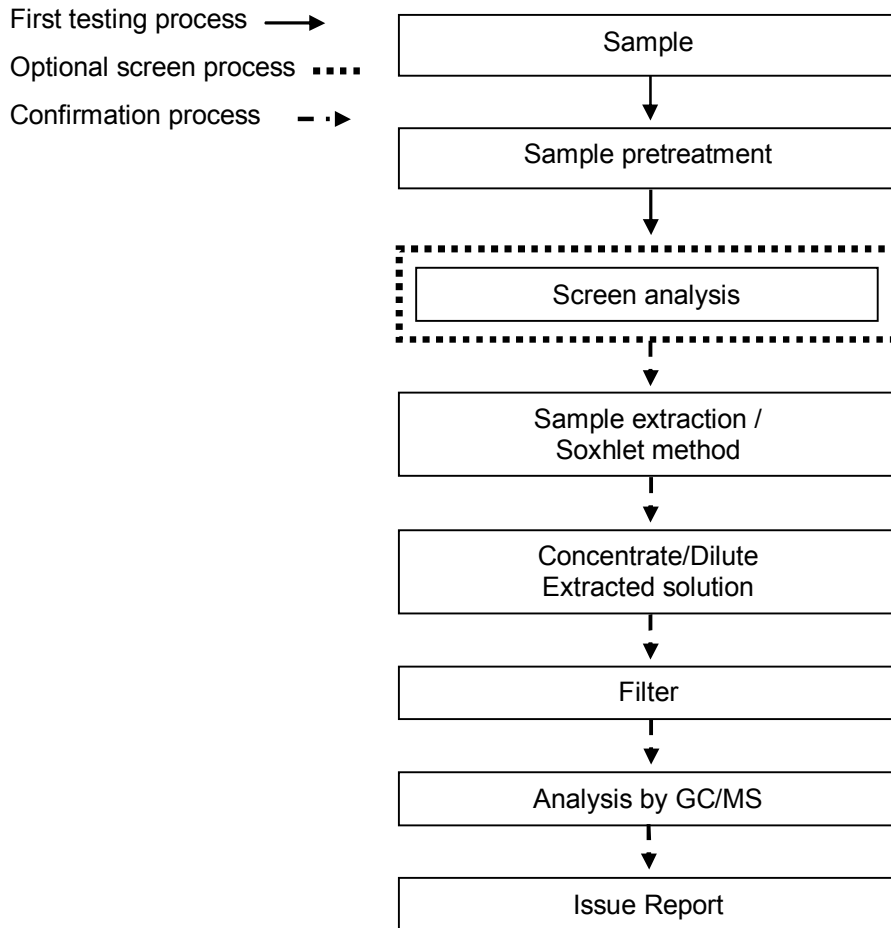 First testing process
Optional screen process
Confirmation process
Sample
Sample pretreatment
Screen analysis
Sample extraction /
Soxhlet method
Concentrate/Dilute
Extracted solution
Filter
Analysis by GC/MS
Issue Report